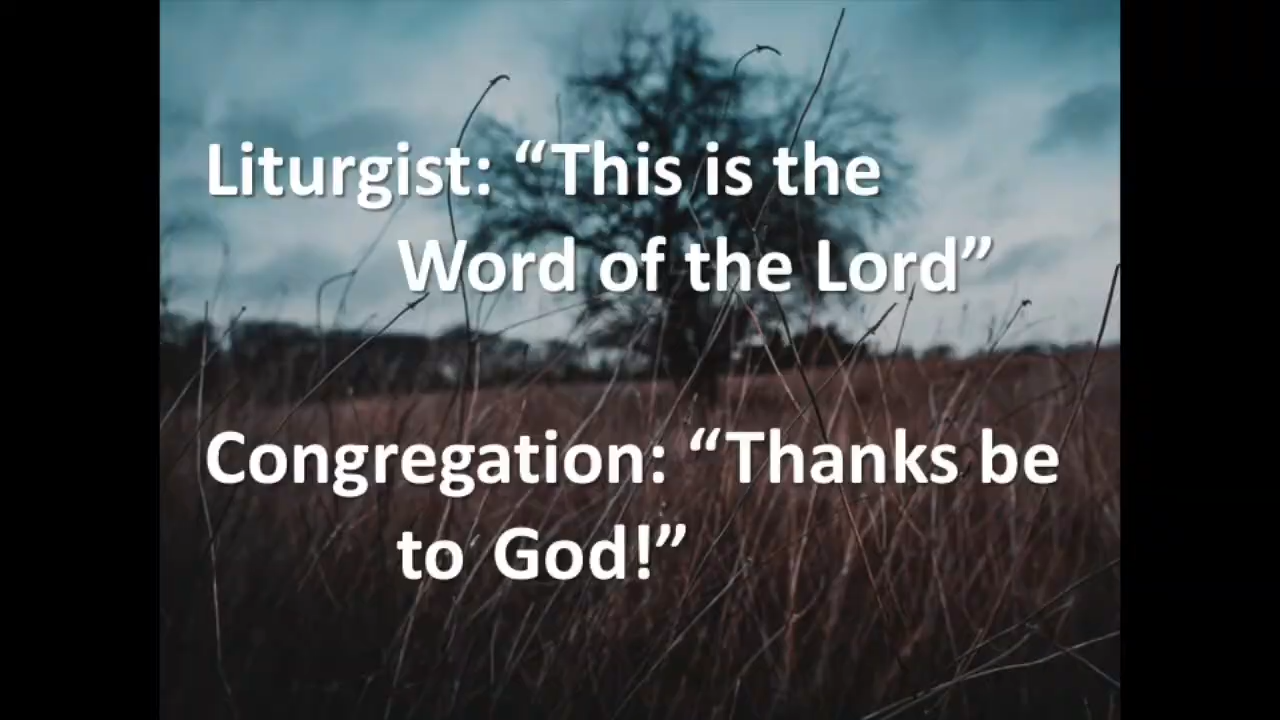 Liturgist: “This is the
Word of the Lord”
Congregation: “Thanks be
to God!”